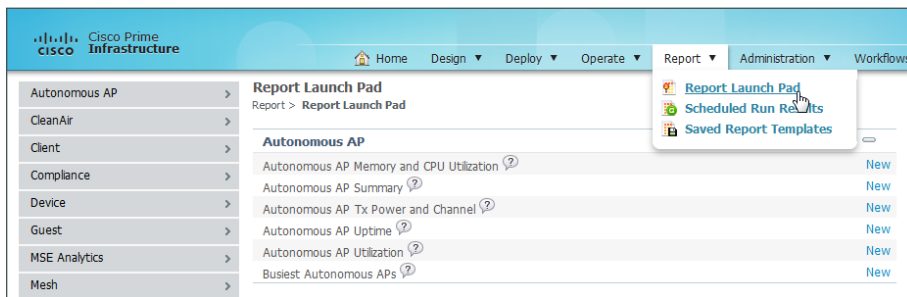 Cisco Prime
CISCO Infrastructure
Home Design ▼ Deploy ▼ Operate ▼ Report ▼ Administration ▼ Workflows
Report Launch Pad
Scheduled Run Results
Saved Report Templates
Autonomous AP >
CleanAir >
Client >
Compliance >
Device >
Guest >
MSE Analytics >
Mesh >
Report Launch Pad
Report > Report Launch Pad
Autonomous AP
Autonomous AP Memory and CPU Utilization ? New
Autonomous AP Summary ? New
Autonomous AP Tx Power and Channel ? New
Autonomous AP Uptime ? New
Autonomous AP Utilization ? New
Busiest Autonomous APs ? New